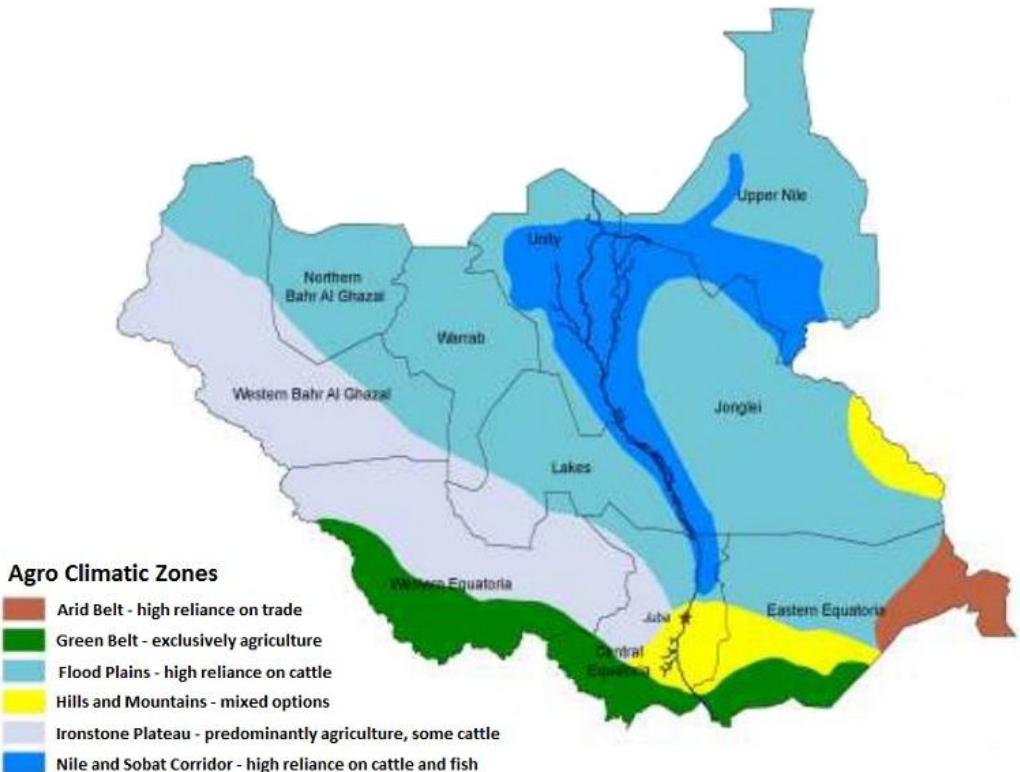 Upper Nile
Unity
Northern
Bahr Al Ghazal
Warrab
Western Bahr Al Ghazal
Jonglei
Lakes
Western Equatoria
Eastern Equatoria
Juba
Central
Equatoria
Agro Climatic Zones
Arid Belt - high reliance on trade
Green Belt - exclusively agriculture
Flood Plains - high reliance on cattle
Hills and Mountains - mixed options
Ironstone Plateau - predominantly agriculture, some cattle
Nile and Sobat Corridor - high reliance on cattle and fish